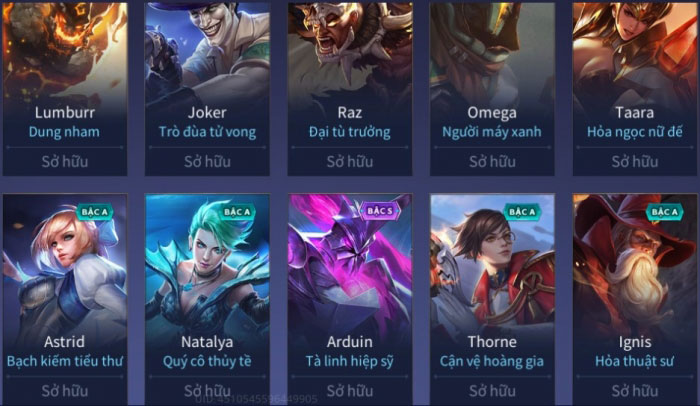 Lumburr
Dung nham
Sở hữu
Joker
Trò đùa tử vong
Sở hữu
Raz
Đại tù trưởng
Sở hữu
Omega
Người máy xanh
Sở hữu
Taara
Hỏa ngọc nữ đế
Sở hữu
BẬC A
Astrid
Bạch kiếm tiểu thư
Sở hữu
BẬC A
Natalya
Quý cô thủy tề
Sở hữu
BẬC S
Arduin
Tà linh hiệp sỹ
Sở hữu
BẬC A
Thorne
Cận vệ hoàng gia
Sở hữu
BẬC A
Ignis
Hỏa thuật sư
Sở hữu
UID: 4510545596449905